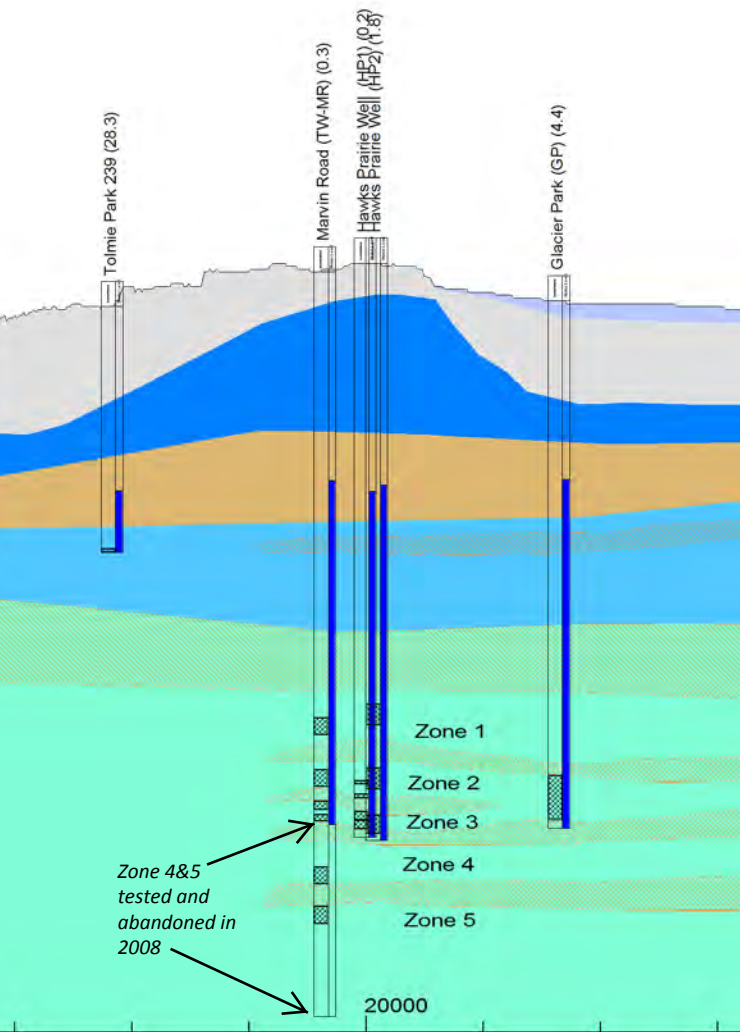 Tolmie Park 239 (28.3)
Marvin Road (TW-MR) (0.3)
Hawks Prairie Well (HP1) (0.2)
Hawks Prairie Well (HP2) (1.8)
Glacier Park (GP) (4.4)
Zone 1
Zone 2
Zone 3
Zone 4
Zone 5
Zone 4&5
tested and
abandoned in
2008
20000